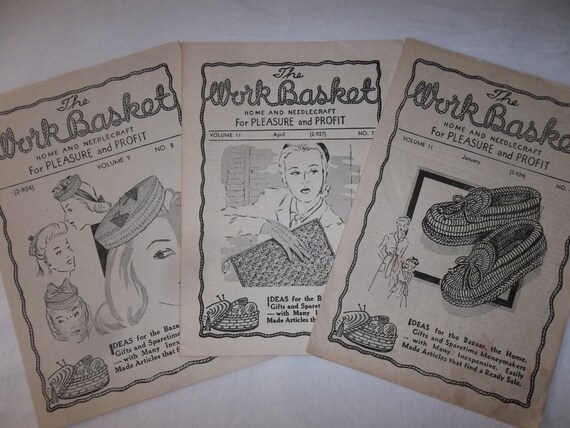 The
Work Basket
HOME AND NEEDLECRAFT
For PLEASURE and PROFIT
VOLUME 9 NO. 8
(2-904)
IDEAS for the Bazaar
Gifts and Sparetime
with Many
Made Articles that
The
Work Basket
HOME AND NEEDLECRAFT
For PLEASURE and PROFIT
VOLUME 11 April (2-927) NO. 7
IDEAS for the
Gifts and Sparetime
—with Many
Made Articles
The
Work Basket
HOME AND NEEDLECRAFT
For PLEASURE and PROFIT
VOLUME 11 January (2-924) NO.
IDEAS for the Bazaar, the Home,
Gifts and Sparetime Moneymakers
—with Many, Inexpensive, Easily
Made Articles that find a Ready Sale.